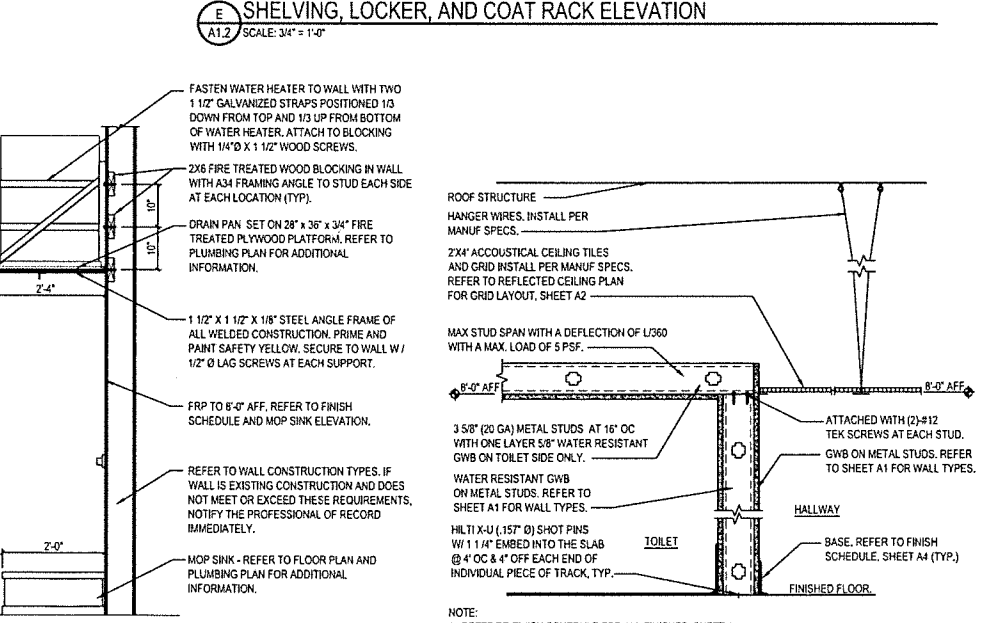 E
A1.2
SHELVING, LOCKER, AND COAT RACK ELEVATION
SCALE: 3/4" = 1'-0"
FASTEN WATER HEATER TO WALL WITH TWO
1 1/2" GALVANIZED STRAPS POSITIONED 1/3
DOWN FROM TOP AND 1/3 UP FROM BOTTOM
OF WATER HEATER. ATTACH TO BLOCKING
WITH 1/4"Ø X 1 1/2" WOOD SCREWS.
2X6 FIRE TREATED WOOD BLOCKING IN WALL
WITH A34 FRAMING ANGLE TO STUD EACH SIDE
AT EACH LOCATION (TYP).
10"
10"
DRAIN PAN SET ON 28" x 36" x 3/4" FIRE
TREATED PLYWOOD PLATFORM. REFER TO
PLUMBING PLAN FOR ADDITIONAL
INFORMATION.
2'-4"
1 1/2" X 1 1/2" X 1/8" STEEL ANGLE FRAME OF
ALL WELDED CONSTRUCTION. PRIME AND
PAINT SAFETY YELLOW. SECURE TO WALL W/
1/2" Ø LAG SCREWS AT EACH SUPPORT.
FRP TO 8'-0" AFF, REFER TO FINISH
SCHEDULE AND MOP SINK ELEVATION.
REFER TO WALL CONSTRUCTION TYPES. IF
WALL IS EXISTING CONSTRUCTION AND DOES
NOT MEET OR EXCEED THESE REQUIREMENTS,
NOTIFY THE PROFESSIONAL OF RECORD
IMMEDIATELY.
2'-0"
MOP SINK - REFER TO FLOOR PLAN AND
PLUMBING PLAN FOR ADDITIONAL
INFORMATION.
ROOF STRUCTURE
HANGER WIRES. INSTALL PER
MANUF SPECS.
2'X4' ACCOUSTICAL CEILING TILES
AND GRID INSTALL PER MANUF SPECS.
REFER TO REFLECTED CEILING PLAN
FOR GRID LAYOUT, SHEET A2
MAX STUD SPAN WITH A DEFLECTION OF L/360
WITH A MAX. LOAD OF 5 PSF.
8'-0" AFF
8'-0" AFF
3 5/8" (20 GA) METAL STUDS AT 16" OC
WITH ONE LAYER 5/8" WATER RESISTANT
GWB ON TOILET SIDE ONLY.
ATTACHED WITH (2)-#12
TEK SCREWS AT EACH STUD.
GWB ON METAL STUDS. REFER
TO SHEET A1 FOR WALL TYPES.
WATER RESISTANT GWB
ON METAL STUDS. REFER TO
SHEET A1 FOR WALL TYPES.
HALLWAY
HILTI X-U (.157" Ø) SHOT PINS
W/ 1 1/4" EMBED INTO THE SLAB
@ 4' OC & 4" OFF EACH END OF
INDIVIDUAL PIECE OF TRACK, TYP.
TOILET
BASE. REFER TO FINISH
SCHEDULE, SHEET A4 (TYP.)
FINISHED FLOOR.
NOTE: